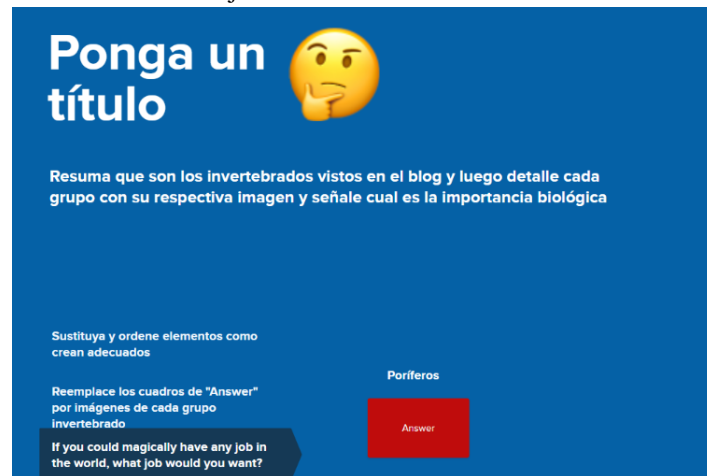 Ponga un
título
Resuma que son los invertebrados vistos en el blog y luego detalle cada
grupo con su respectiva imagen y señale cual es la importancia biológica
Sustituya y ordene elementos como
crean adecuados
Reemplace los cuadros de "Answer"
por imágenes de cada grupo
invertebrado
If you could magically have any job in
the world, what job would you want?
Poríferos
Answer